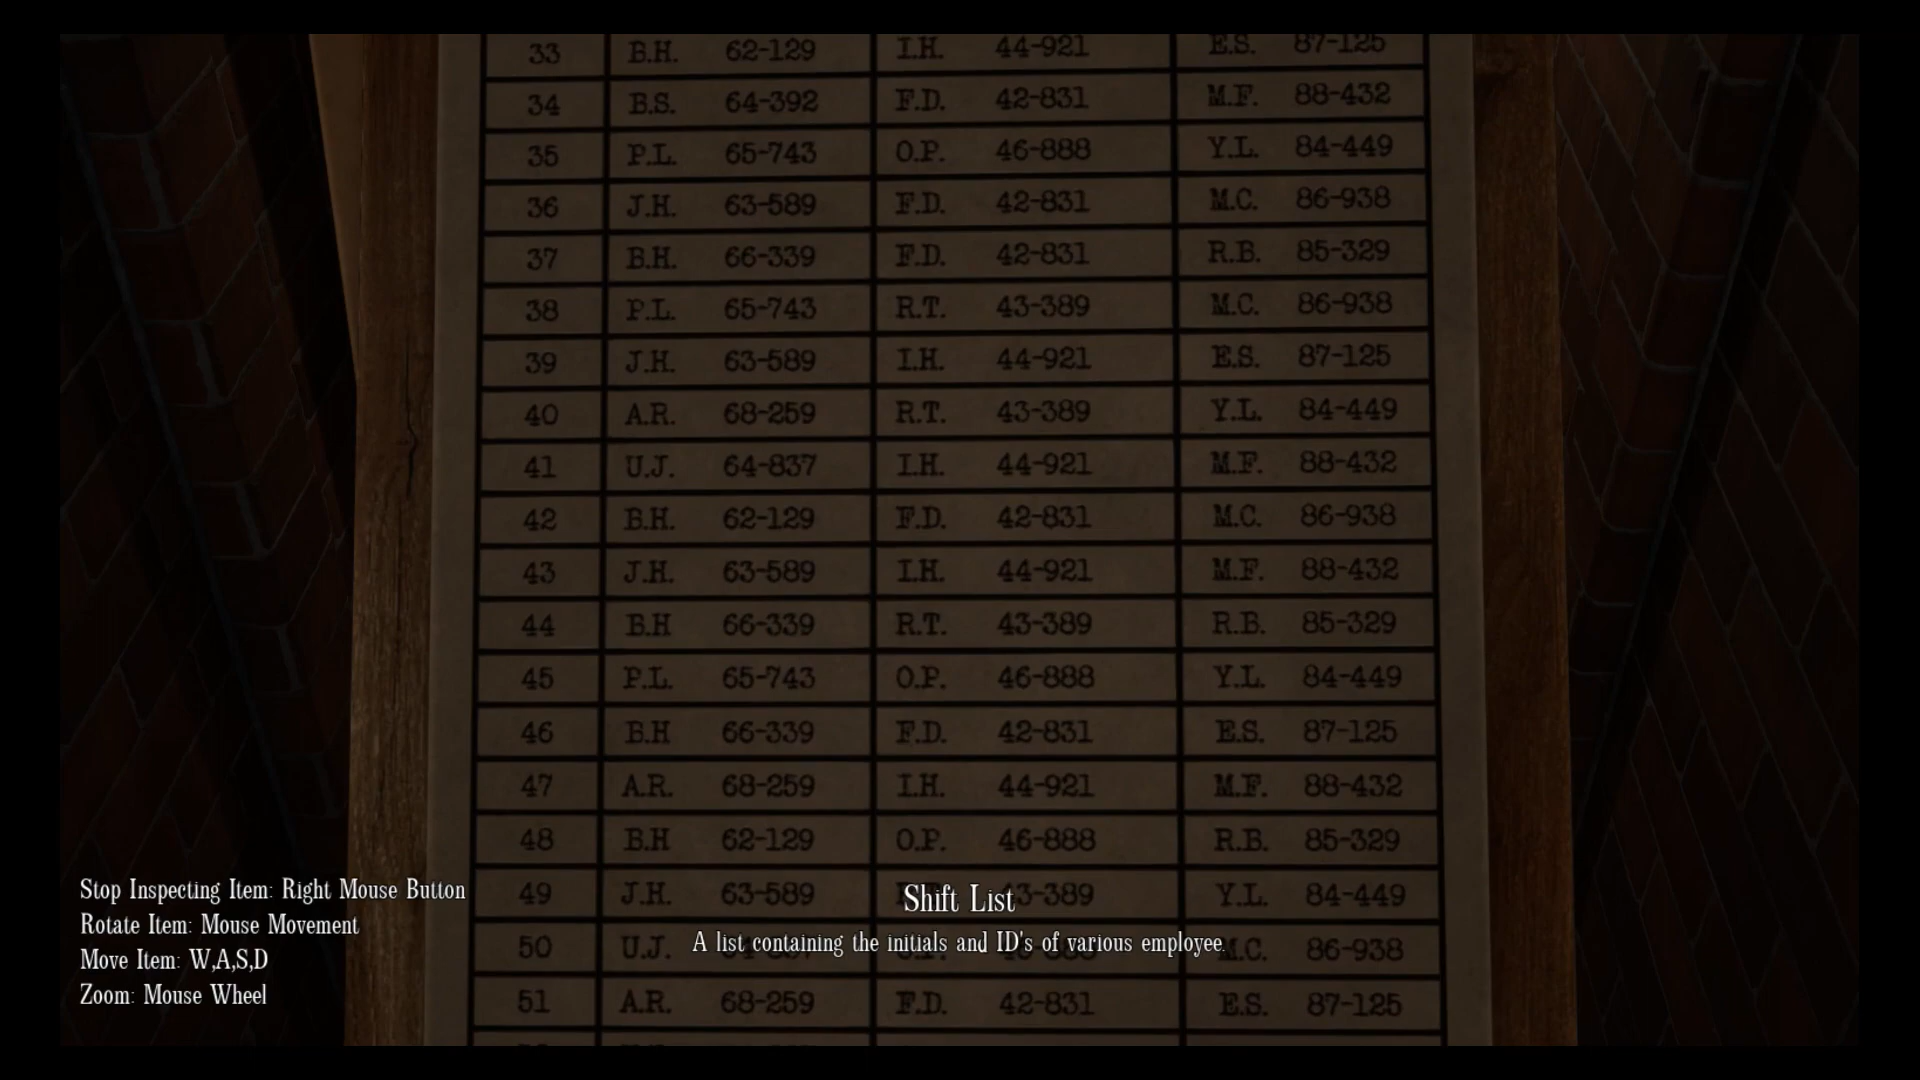 33 B.H. 62-129 I.H. 44-921 E.S. 87-125
34 B.S. 64-392 F.D. 42-831 M.F. 88-432
35 P.L. 65-743 O.P. 46-888 Y.L. 84-449
36 J.H. 63-589 F.D. 42-831 M.C. 86-938
37 B.H. 66-339 F.D. 42-831 R.B. 85-329
38 P.L. 65-743 R.T. 43-389 M.C. 86-938
39 J.H. 63-589 I.H. 44-921 E.S. 87-125
40 A.R. 68-259 R.T. 43-389 Y.L. 84-449
41 U.J. 64-837 I.H. 44-921 M.F. 88-432
42 B.H. 62-129 F.D. 42-831 M.C. 86-938
43 J.H. 63-589 I.H. 44-921 M.F. 88-432
44 B.H 66-339 R.T. 43-389 R.B. 85-329
45 P.L. 65-743 O.P. 46-888 Y.L. 84-449
46 B.H 66-339 F.D. 42-831 E.S. 87-125
47 A.R. 68-259 I.H. 44-921 M.F. 88-432
48 B.H 62-129 O.P. 46-888 R.B. 85-329
49 J.H. 63-589 43-389 Y.L. 84-449
50 U.J. M.C. 86-938
51 A.R. 68-259 F.D. 42-831 E.S. 87-125
Shift List
A list containing the initials and ID's of various employee.
Stop Inspecting Item: Right Mouse Button
Rotate Item: Mouse Movement
Move Item: W,A,S,D
Zoom: Mouse Wheel